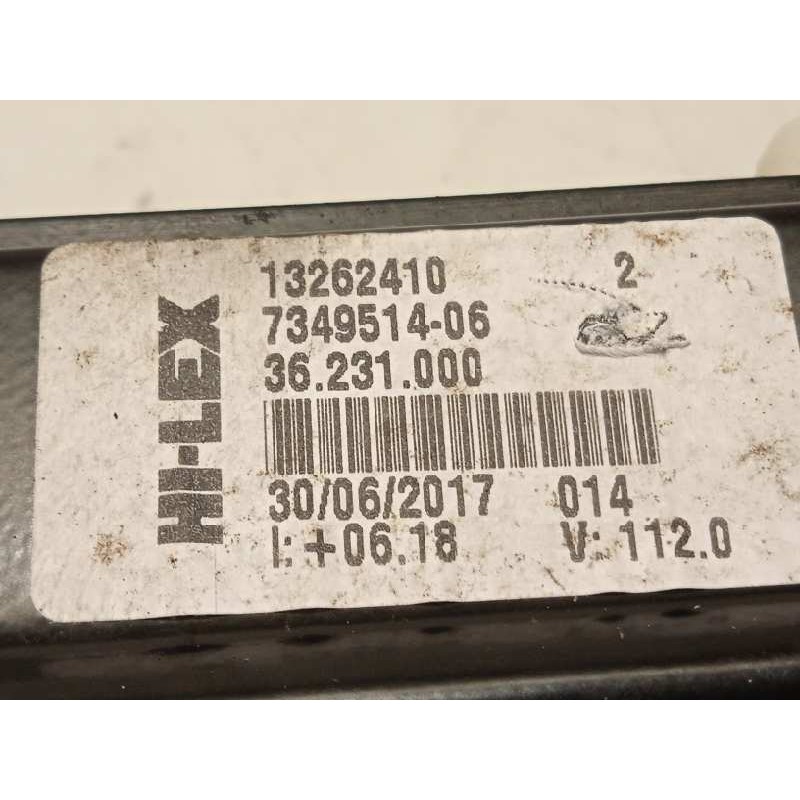 HI-LEX
13262410 2
7349514-06
36.231.000
30/06/2017 014
I: +06.18 V: 112.0